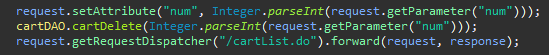 request.setAttribute("num", Integer.parseInt(request.getParameter("num")));
cartDAO.cartDelete(Integer.parseInt(request.getParameter("num")));
request.getRequestDispatcher("/cartList.do").forward(request, response);